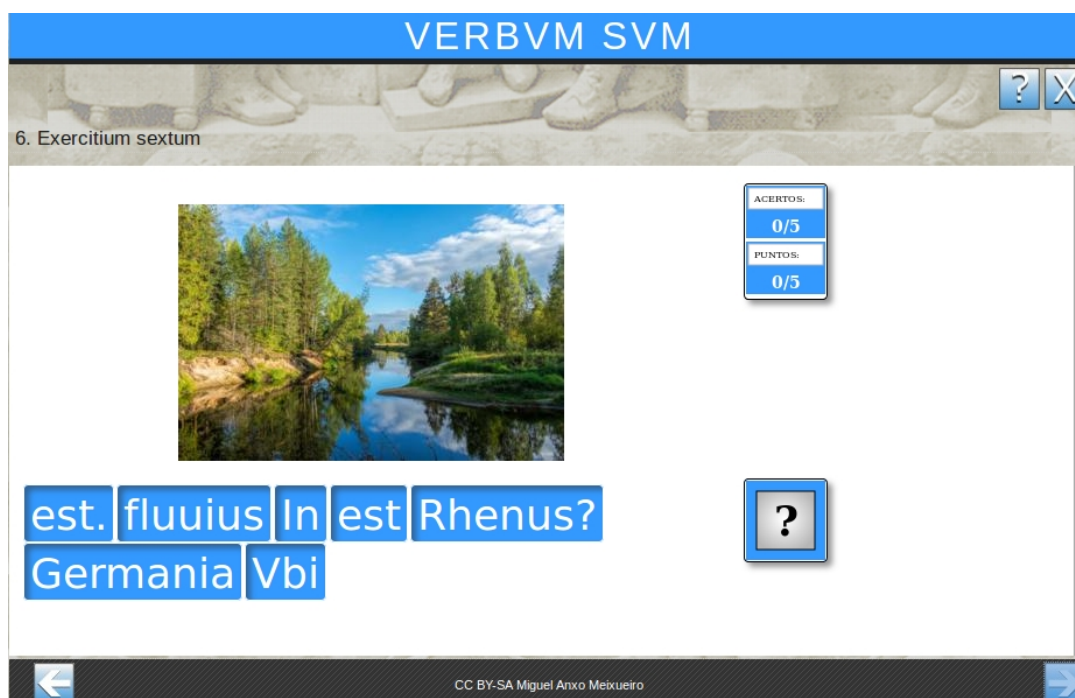 VERBVM SVM
? X
6. Exercitium sextum
ACERTOS:
0/5
PUNTOS:
0/5
est. fluuius In est Rhenus?
Germania Vbi
?
CC BY-SA Miguel Anxo Meixueiro